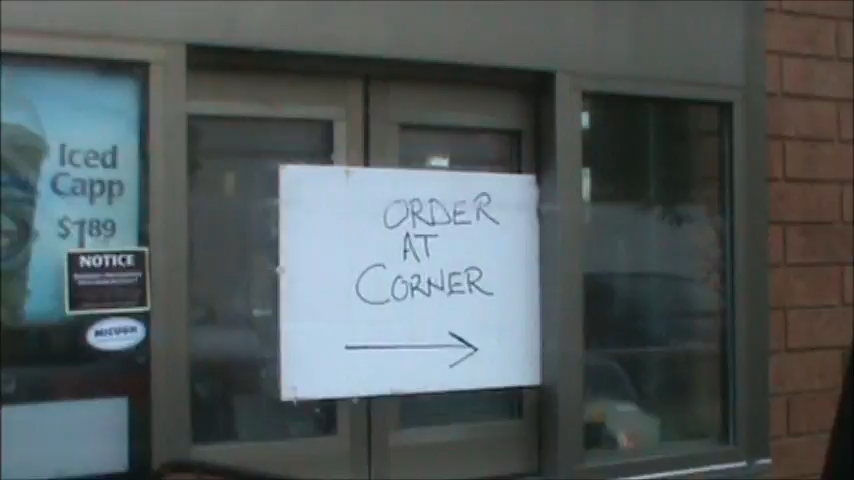 Iced
Capp
$1.89
NOTICE
ORDER
AT
CORNER